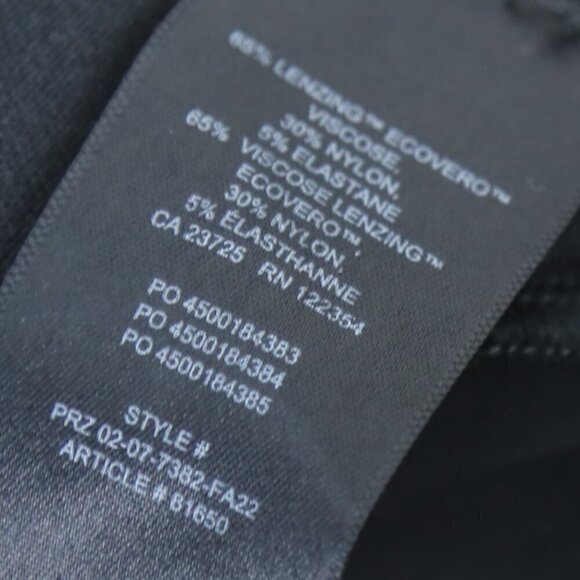 65% LENZING™ ECOVERO™
VISCOSE,
30% NYLON,
5% ELASTANE
65% VISCOSE LENZING™
ECOVERO™,
30% NYLON,
5% ÉLASTHANNE
CA 23725 RN 122354
PO 4500184383
PO 4500184384
PO 4500184385
STYLE #
PRZ 02-07-7382-FA22
ARTICLE # 81650